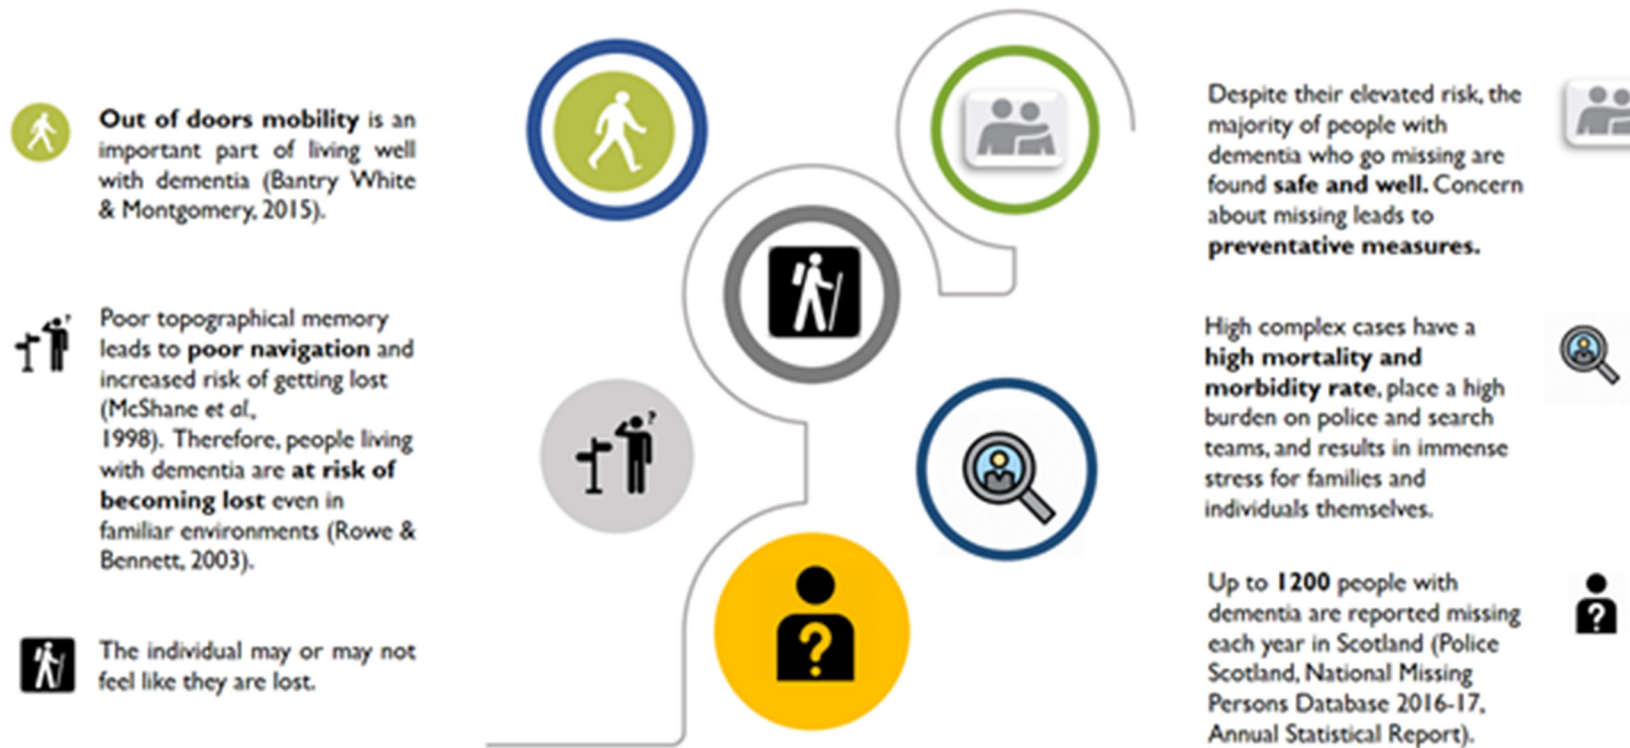 Out of doors mobility is an
important part of living well
with dementia (Bantry White
& Montgomery, 2015).
Poor topographical memory
leads to poor navigation and
increased risk of getting lost
(McShane et al.,
1998). Therefore, people living
with dementia are at risk of
becoming lost even in
familiar environments (Rowe &
Bennett, 2003).
The individual may or may not
feel like they are lost.
Despite their elevated risk, the
majority of people with
dementia who go missing are
found safe and well. Concern
about missing leads to
preventative measures.
High complex cases have a
high mortality and
morbidity rate, place a high
burden on police and search
teams, and results in immense
stress for families and
individuals themselves.
Up to 1200 people with
dementia are reported missing
each year in Scotland (Police
Scotland, National Missing
Persons Database 2016-17,
Annual Statistical Report).